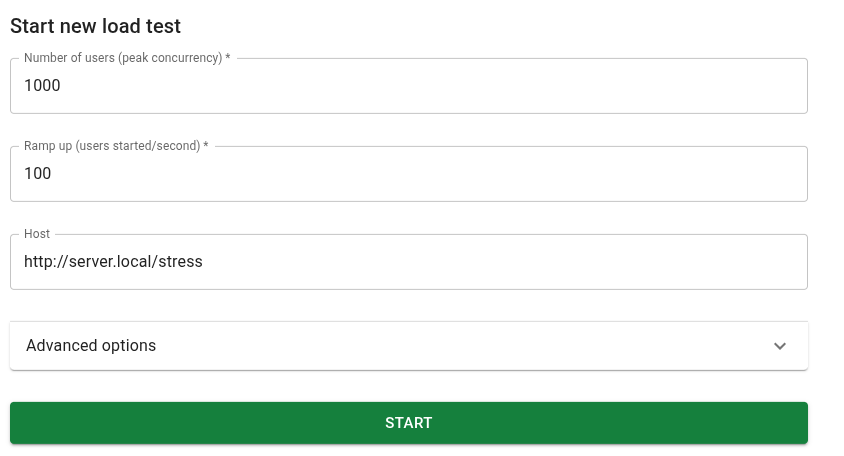 Start new load test
Number of users (peak concurrency) *
1000
Ramp up (users started/second) *
100
Host
http://server.local/stress
Advanced options
START